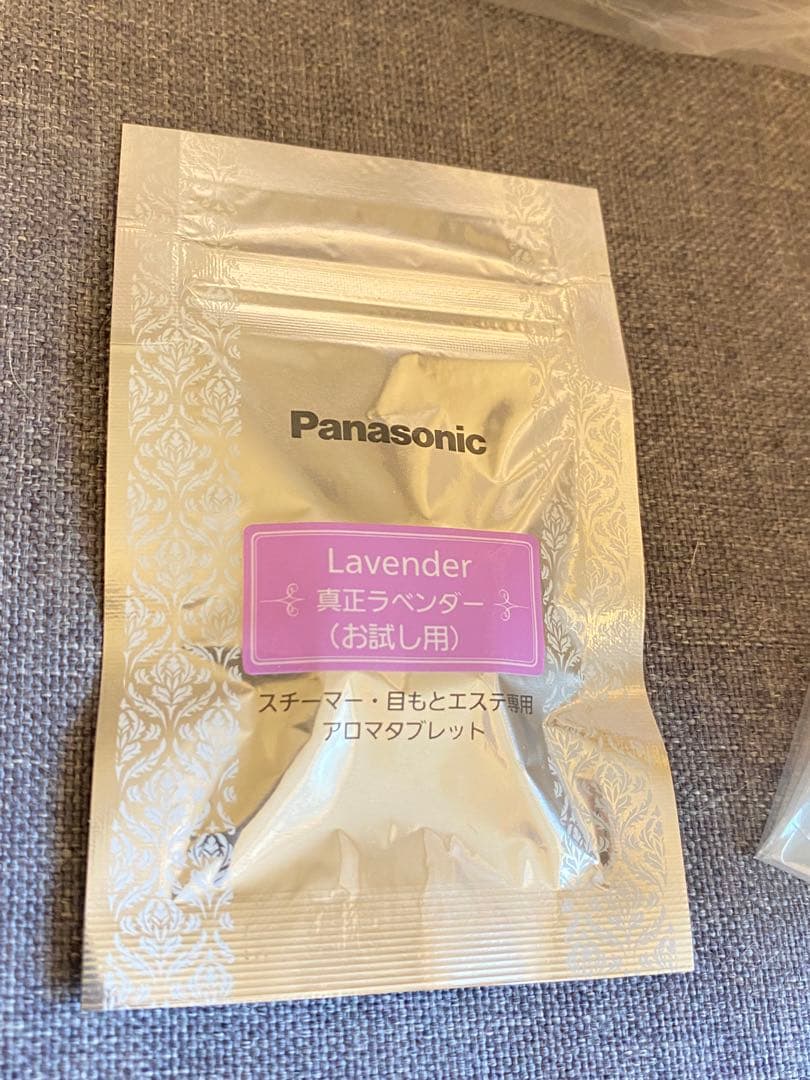 Panasonic
Lavender
真正ラベンダー
(お試し用)
スチーマー・目もとエステ専用
アロマタブレット